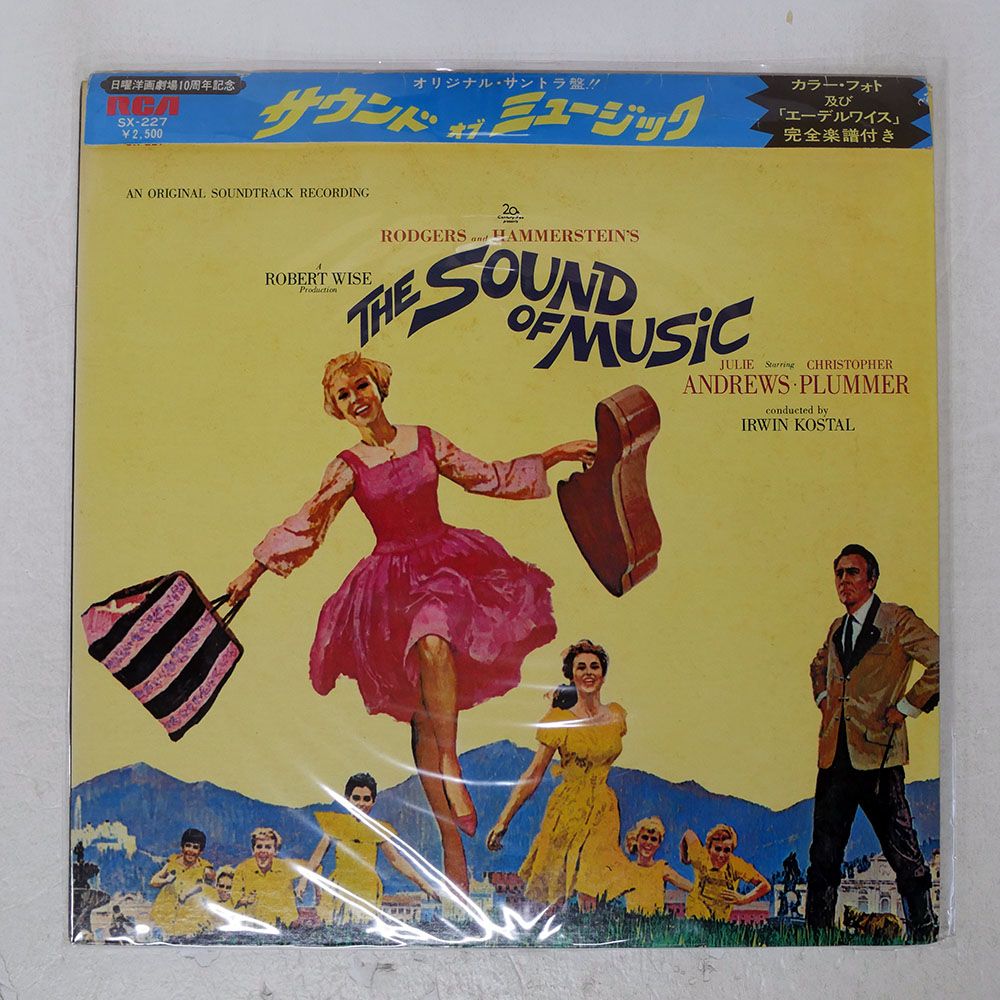 日曜洋画劇場10周年記念
RCA
SX-227
¥2,500
オリジナル・サントラ盤!!
サウンド オブ ミュージック
カラー・フォト
及び
「エーデルワイス」
完全楽譜付き
AN ORIGINAL SOUNDTRACK RECORDING
20
Century-Fox
presents
RODGERS and HAMMERSTEIN'S
A
ROBERT WISE
Production
THE SOUND
OF MUSIC
JULIE Starring CHRISTOPHER
ANDREWS · PLUMMER
conducted by
IRWIN KOSTAL